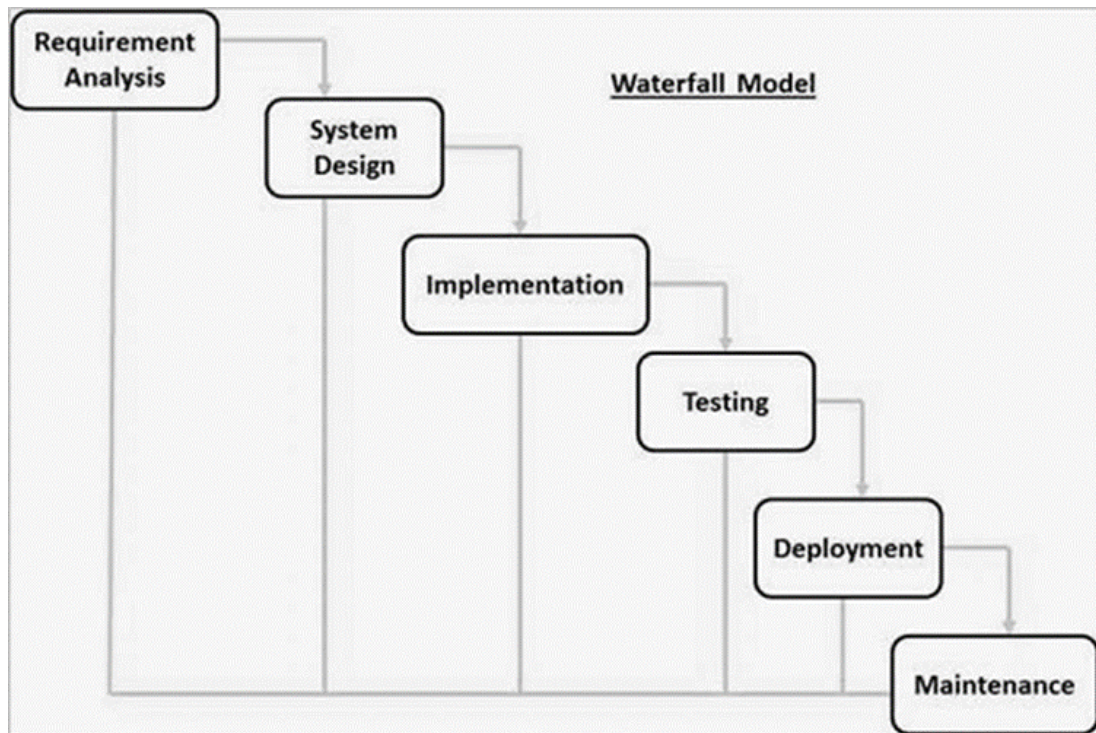 Requirement
Analysis
Waterfall Model
System
Design
Implementation
Testing
Deployment
Maintenance